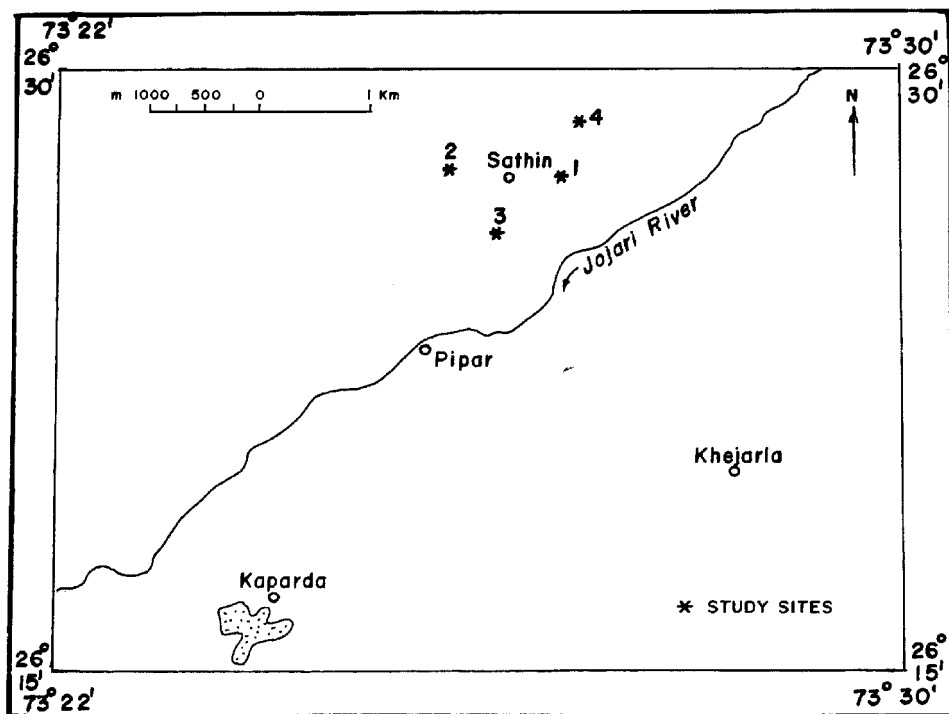 73° 22'
73° 30'
26° 30'
26° 30'
m 1000 500 0 1 Km
N
4
2
Sathin
1
3
Jojari River
Pipar
Khejarla
Kaparda
* STUDY SITES
26° 15'
26° 15'
73° 22'
73° 30'